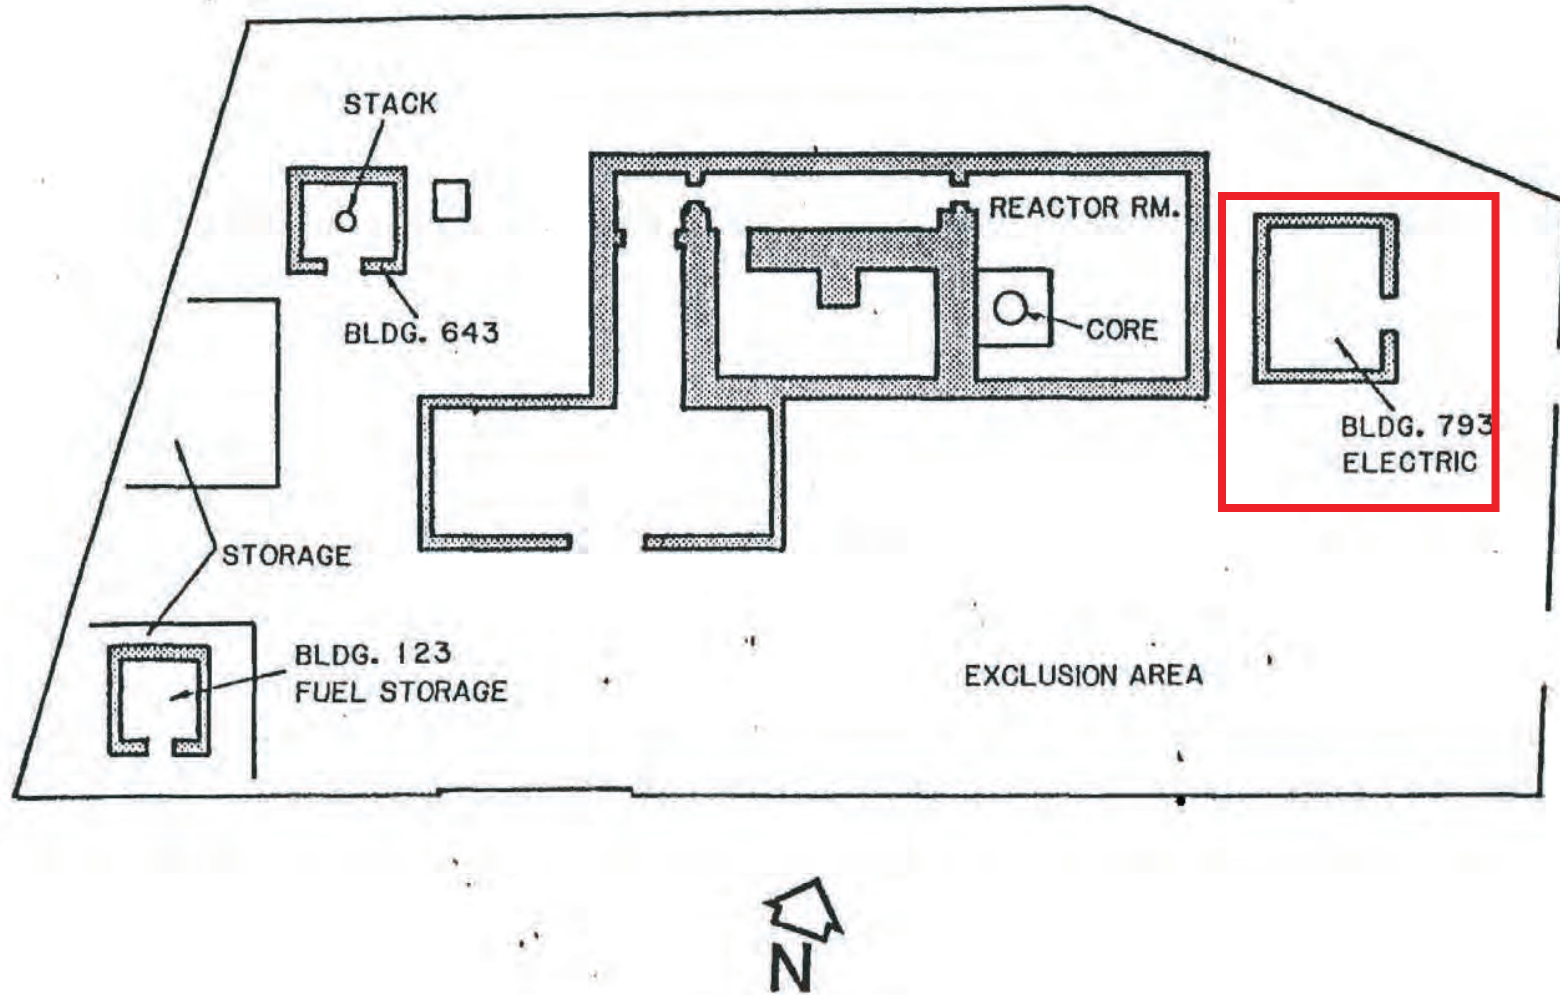 STACK
REACTOR RM.
BLDG. 643
CORE
BLDG. 793
ELECTRIC
STORAGE
BLDG. 123
FUEL STORAGE
EXCLUSION AREA
N